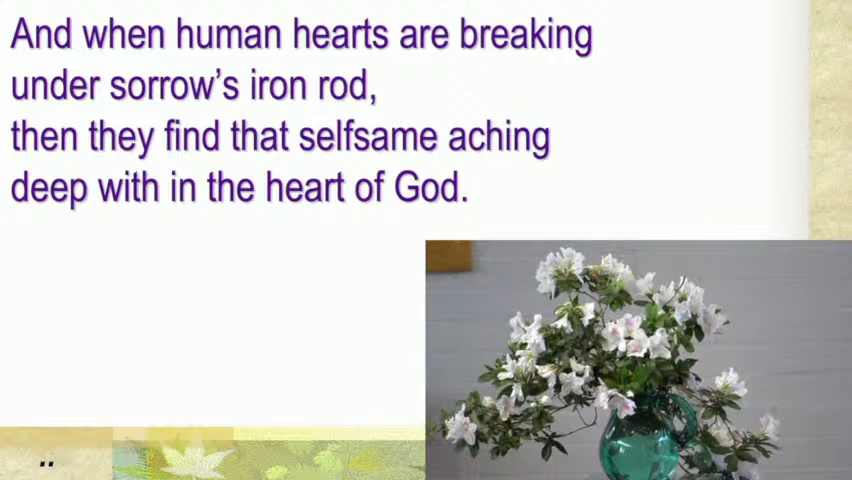 And when human hearts are breaking
under sorrow’s iron rod,
then they find that selfsame aching
deep with in the heart of God.
..